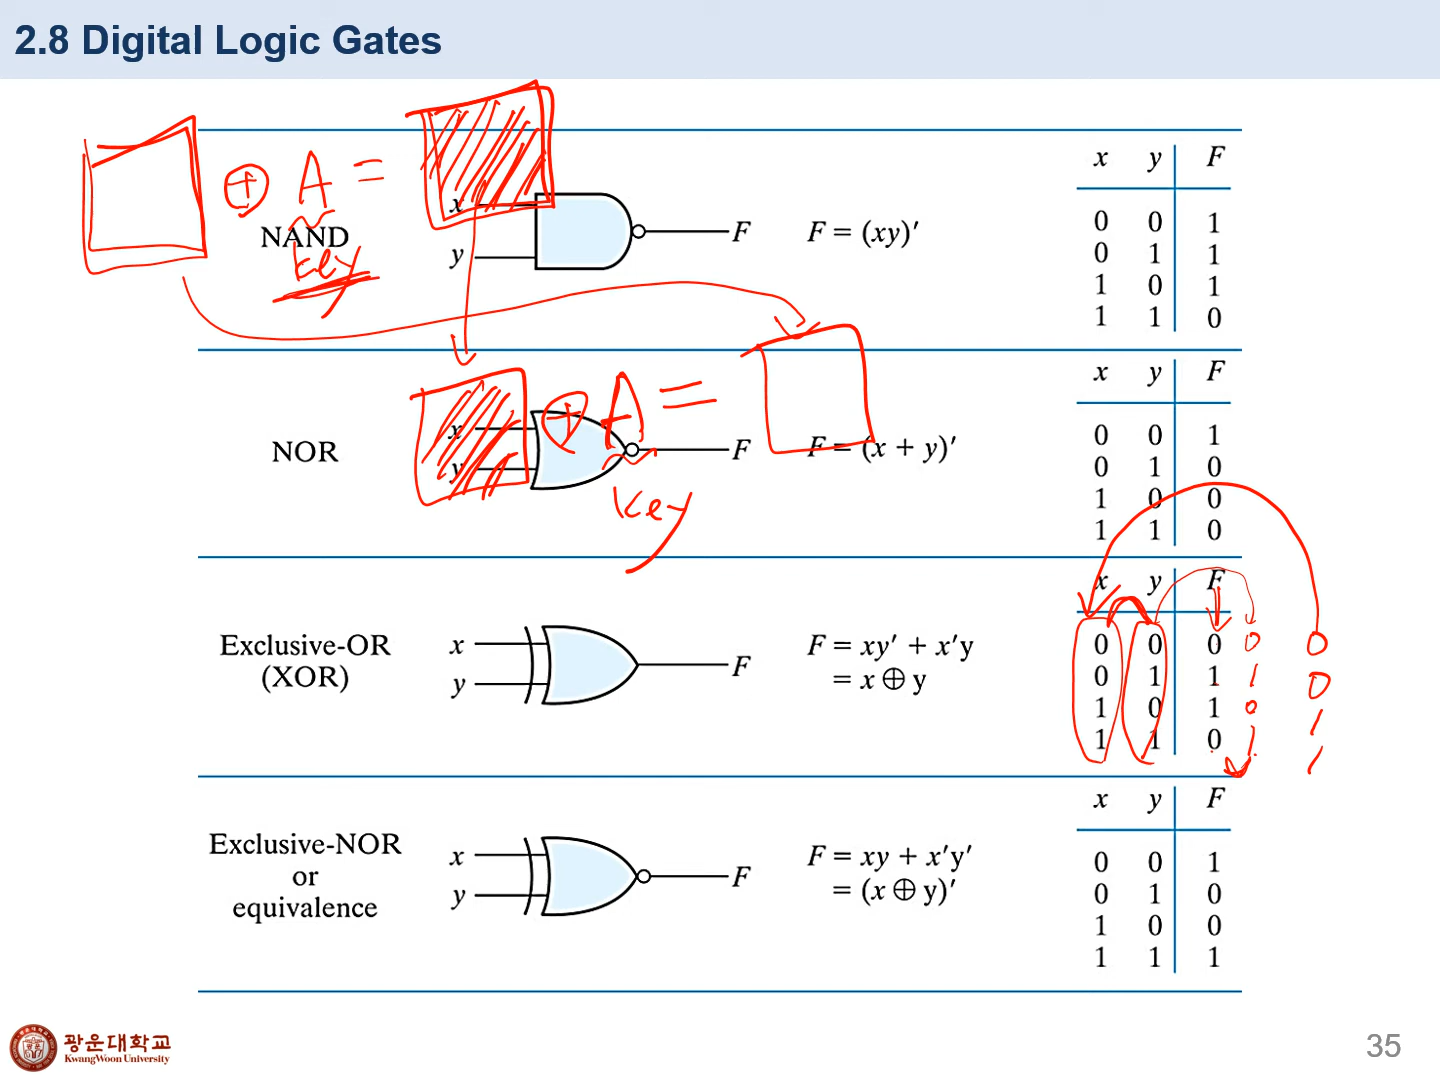 2.8 Digital Logic Gates
⊕ A =
key
NAND
x
y
F
F = (xy)′
x y F
0 0 1
0 1 1
1 0 1
1 1 0
⊕ A =
key
NOR
x
y
F
F = (x + y)′
x y F
0 0 1
0 1 0
1 0 0
1 1 0
Exclusive-OR
(XOR)
x
y
F
F = xy′ + x′y
= x ⊕ y
x y F
0 0 0 0 0
0 1 1 1 0
1 0 1 0 1
1 1 0 1 1
Exclusive-NOR
or
equivalence
x
y
F
F = xy + x′y′
= (x ⊕ y)′
x y F
0 0 1
0 1 0
1 0 0
1 1 1
광운대학교
KwangWoon University
35